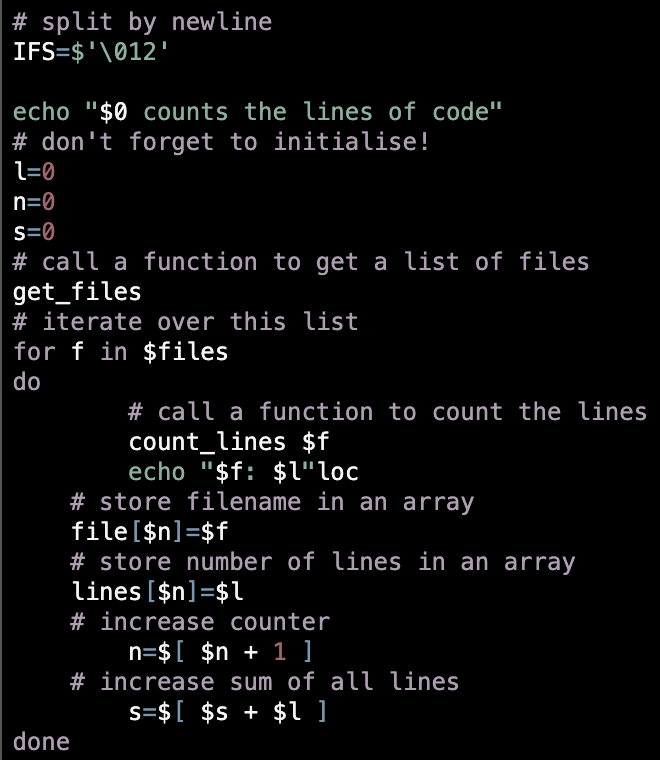 # split by newline
IFS=$'\012'

echo "$0 counts the lines of code"
# don't forget to initialise!
l=0
n=0
s=0
# call a function to get a list of files
get_files
# iterate over this list
for f in $files
do
        # call a function to count the lines
        count_lines $f
        echo "$f: $l"loc
    # store filename in an array
    file[$n]=$f
    # store number of lines in an array
    lines[$n]=$l
    # increase counter
        n=$[ $n + 1 ]
    # increase sum of all lines
        s=$[ $s + $l ]
done